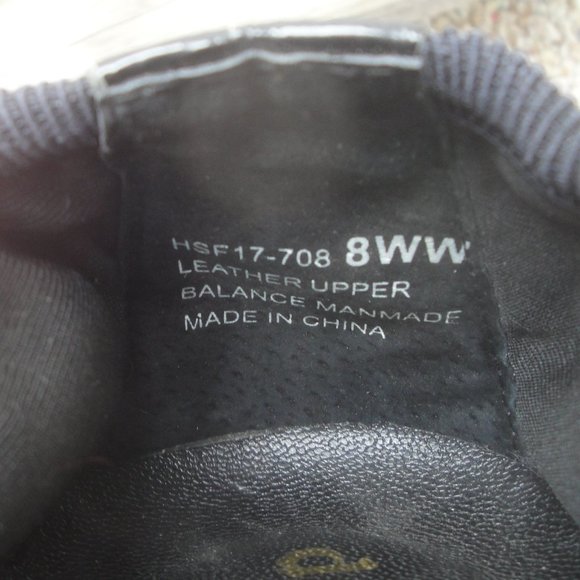 HSF17-708 8WW
LEATHER UPPER
BALANCE MANMADE
MADE IN CHINA